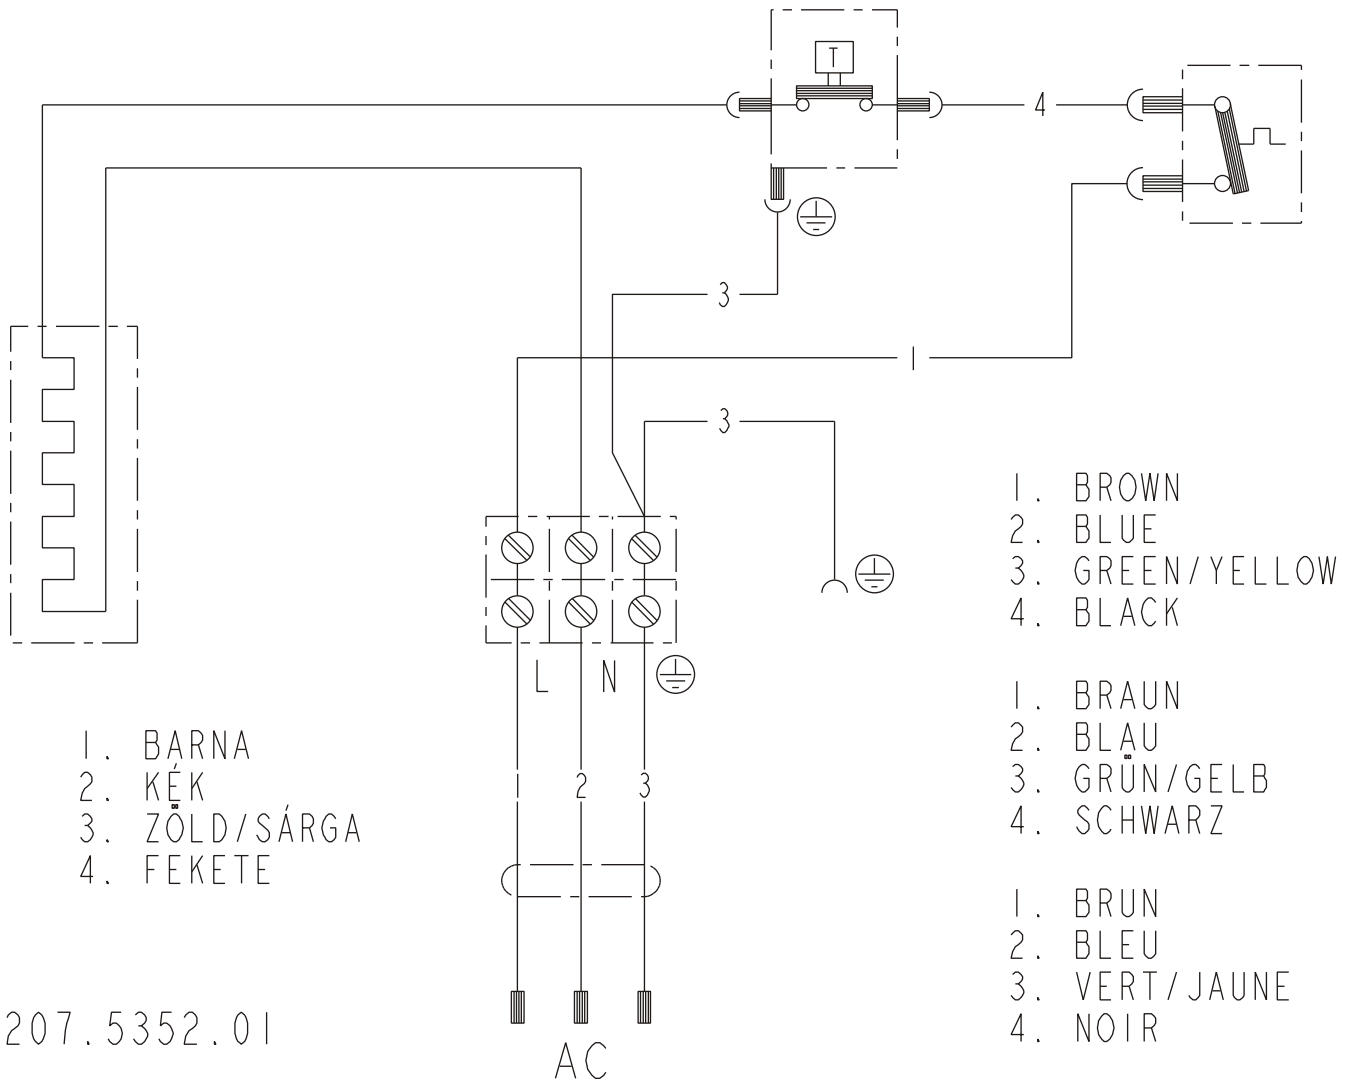 T
4
3
1
3
1. BROWN
2. BLUE
3. GREEN/YELLOW
4. BLACK
L N
1. BRAUN
2. BLAU
3. GRÜN/GELB
4. SCHWARZ
1. BARNA
2. KÉK
3. ZÖLD/SÁRGA
4. FEKETE
1 2 3
1. BRUN
2. BLEU
3. VERT/JAUNE
4. NOIR
207.5352.01
AC